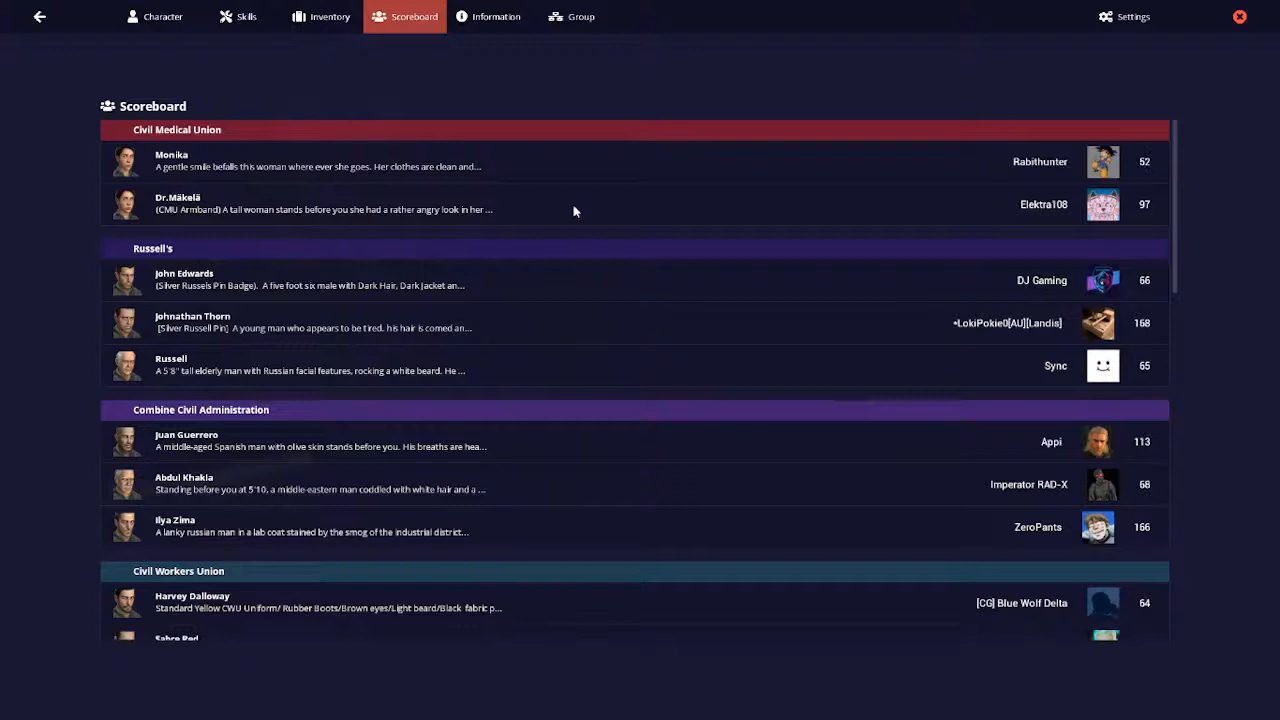 Character Skills Inventory Scoreboard Information Group Settings
Scoreboard
Civil Medical Union
Monika
A gentle smile befalls this woman where ever she goes. Her clothes are clean and...
Rabithunter 52
Dr.Mäkelä
(CMU Armband) A tall woman stands before you she had a rather angry look in her ...
Elektra108 97
Russell's
John Edwards
(Silver Russels Pin Badge). A five foot six male with Dark Hair, Dark Jacket an...
DJ Gaming 66
Johnathan Thorn
[Silver Russell Pin] A young man who appears to be tired. his hair is comed an...
•LokiPokie0[AU][Landis] 168
Russell
A 5'8" tall elderly man with Russian facial features, rocking a white beard. He ...
Sync 65
Combine Civil Administration
Juan Guerrero
A middle-aged Spanish man with olive skin stands before you. His breaths are hea...
Appi 113
Abdul Khakla
Standing before you at 5'10, a middle-eastern man coddled with white hair and a ...
Imperator RAD-X 68
Ilya Zima
A lanky russian man in a lab coat stained by the smog of the industrial district...
ZeroPants 166
Civil Workers Union
Harvey Dalloway
Standard Yellow CWU Uniform/ Rubber Boots/Brown eyes/Light beard/Black fabric p...
[CG] Blue Wolf Delta 64
Sabre Red